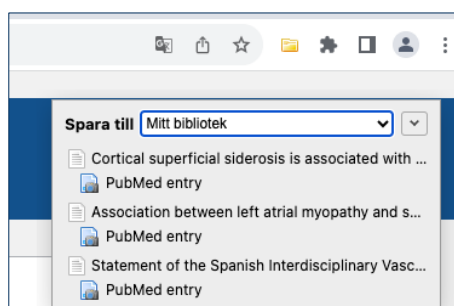 Spara till Mitt bibliotek
Cortical superficial siderosis is associated with ...
PubMed entry
Association between left atrial myopathy and s...
PubMed entry
Statement of the Spanish Interdisciplinary Vasc...
PubMed entry